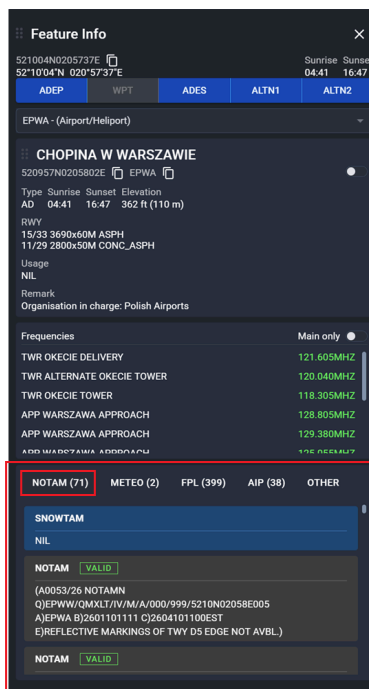 Feature Info
521004N0205737E
52°10'04"N 020°57'37"E
Sunrise Sunse
04:41 16:47
ADEP WPT ADES ALTN1 ALTN2
EPWA - (Airport/Heliport)
CHOPINA W WARSZAWIE
520957N0205802E EPWA
Type Sunrise Sunset Elevation
AD 04:41 16:47 362 ft (110 m)
RWY
15/33 3690x60M ASPH
11/29 2800x50M CONC_ASPH
Usage
NIL
Remark
Organisation in charge: Polish Airports
Frequencies Main only
TWR OKECIE DELIVERY 121.605MHZ
TWR ALTERNATE OKECIE TOWER 120.040MHZ
TWR OKECIE TOWER 118.305MHZ
APP WARSZAWA APPROACH 128.805MHZ
APP WARSZAWA APPROACH 129.380MHZ
APP WARSZAWA APPROACH 125.055MHZ
NOTAM (71) METEO (2) FPL (399) AIP (38) OTHER
SNOWTAM
NIL
NOTAM VALID
(A0053/26 NOTAMN
Q)EPWW/QMXLT/IV/M/A/000/999/5210N02058E005
A)EPWA B)2601101111 C)2604101100EST
E)REFLECTIVE MARKINGS OF TWY D5 EDGE NOT AVBL.)
NOTAM VALID